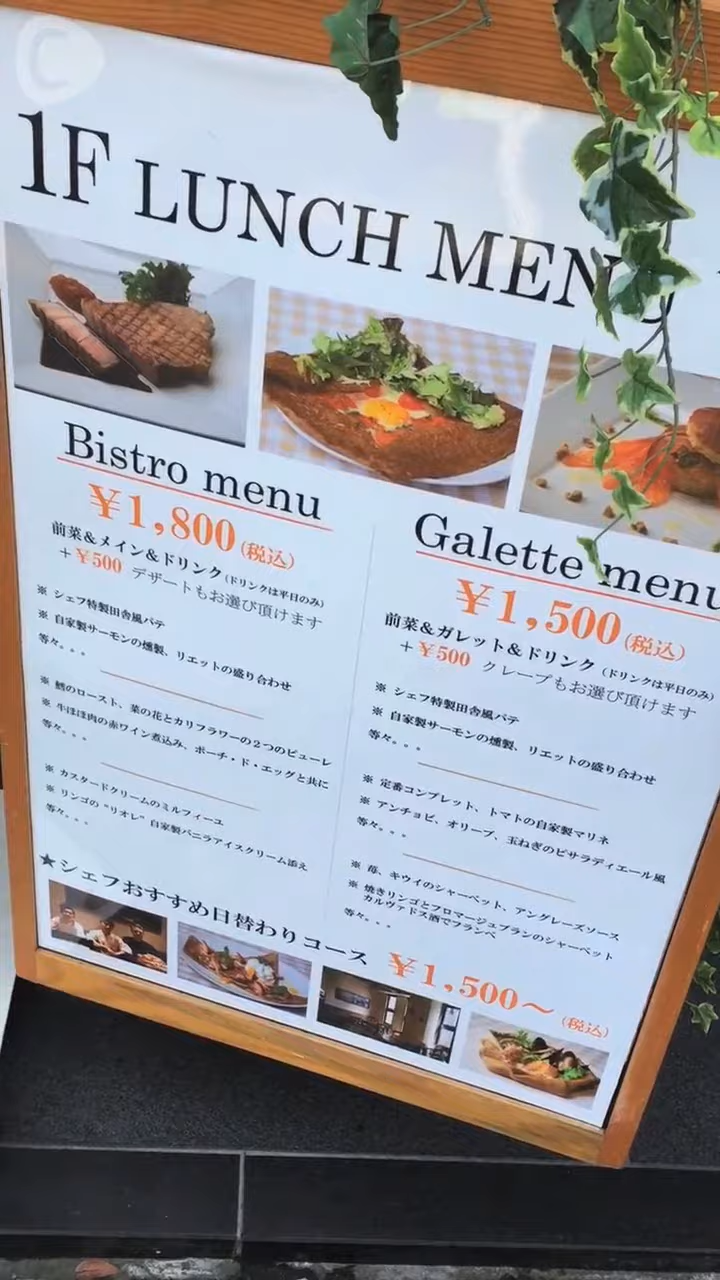 1F LUNCH MENU
Bistro menu
¥1,800(税込)
前菜&メイン&ドリンク(ドリンクは平日のみ)
+¥500 デザートもお選び頂けます
※ シェフ特製田舎風パテ
※ 自家製サーモンの燻製、リエットの盛り合わせ
等々。。。
※ 鱈のロースト、菜の花とカリフラワーの2つのピューレ
※ 牛ほほ肉の赤ワイン煮込み、ポーチ・ド・エッグと共に
等々。。。
※ カスタードクリームのミルフィーユ
※ リンゴの"リオレ"自家製バニラアイスクリーム添え
等々。。。
Galette menu
¥1,500(税込)
前菜&ガレット&ドリンク(ドリンクは平日のみ)
+¥500 クレープもお選び頂けます
※ シェフ特製田舎風パテ
※ 自家製サーモンの燻製、リエットの盛り合わせ
等々。。。
※ 定番コンプレット、トマトの自家製マリネ
※ アンチョビ、オリーブ、玉ねぎのピサラディエール風
等々。。。
※ 苺、キウイのシャーベット、アングレーズソース
※ 焼きリンゴとフロマージュブランのシャーベット
カルヴァドス酒でフランベ
等々。。。
★シェフおすすめ日替わりコース ¥1,500～(税込)